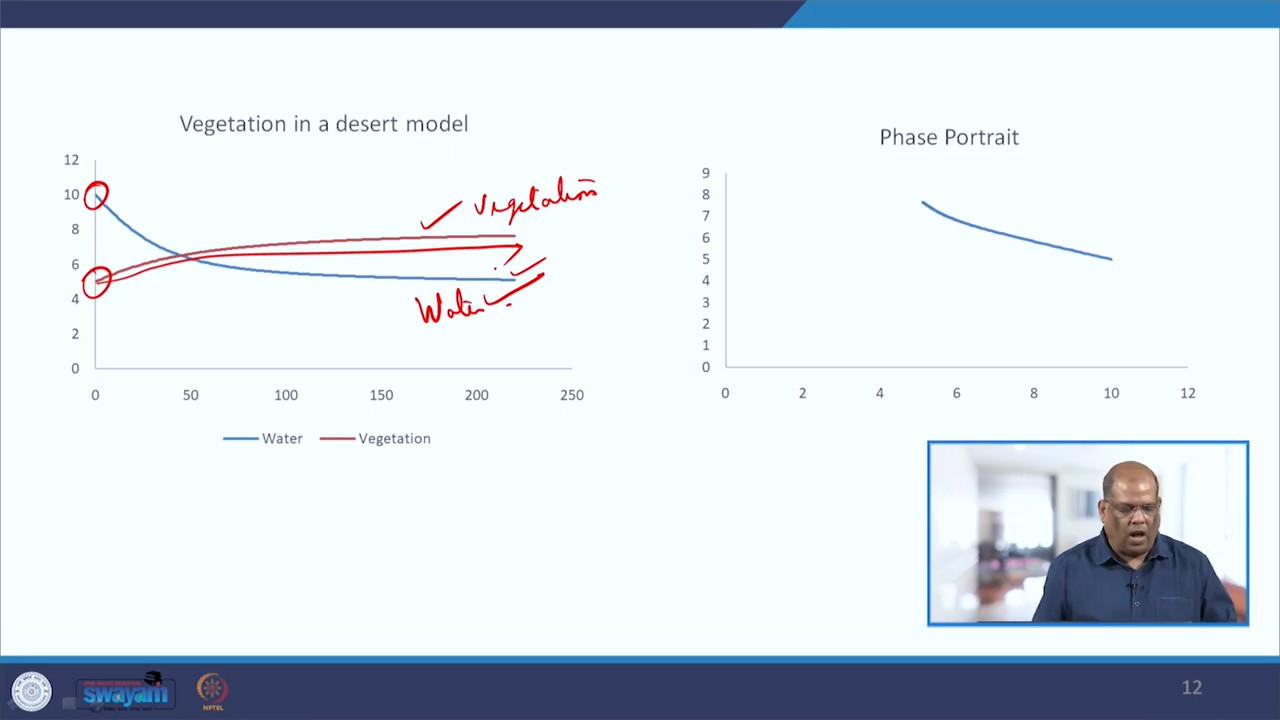 Vegetation in a desert model
12
10
8
6
4
2
0
0 50 100 150 200 250
Water Vegetation
Vegetation
Water
Phase Portrait
9
8
7
6
5
4
3
2
1
0
0 2 4 6 8 10 12
swayam
NPTEL
12